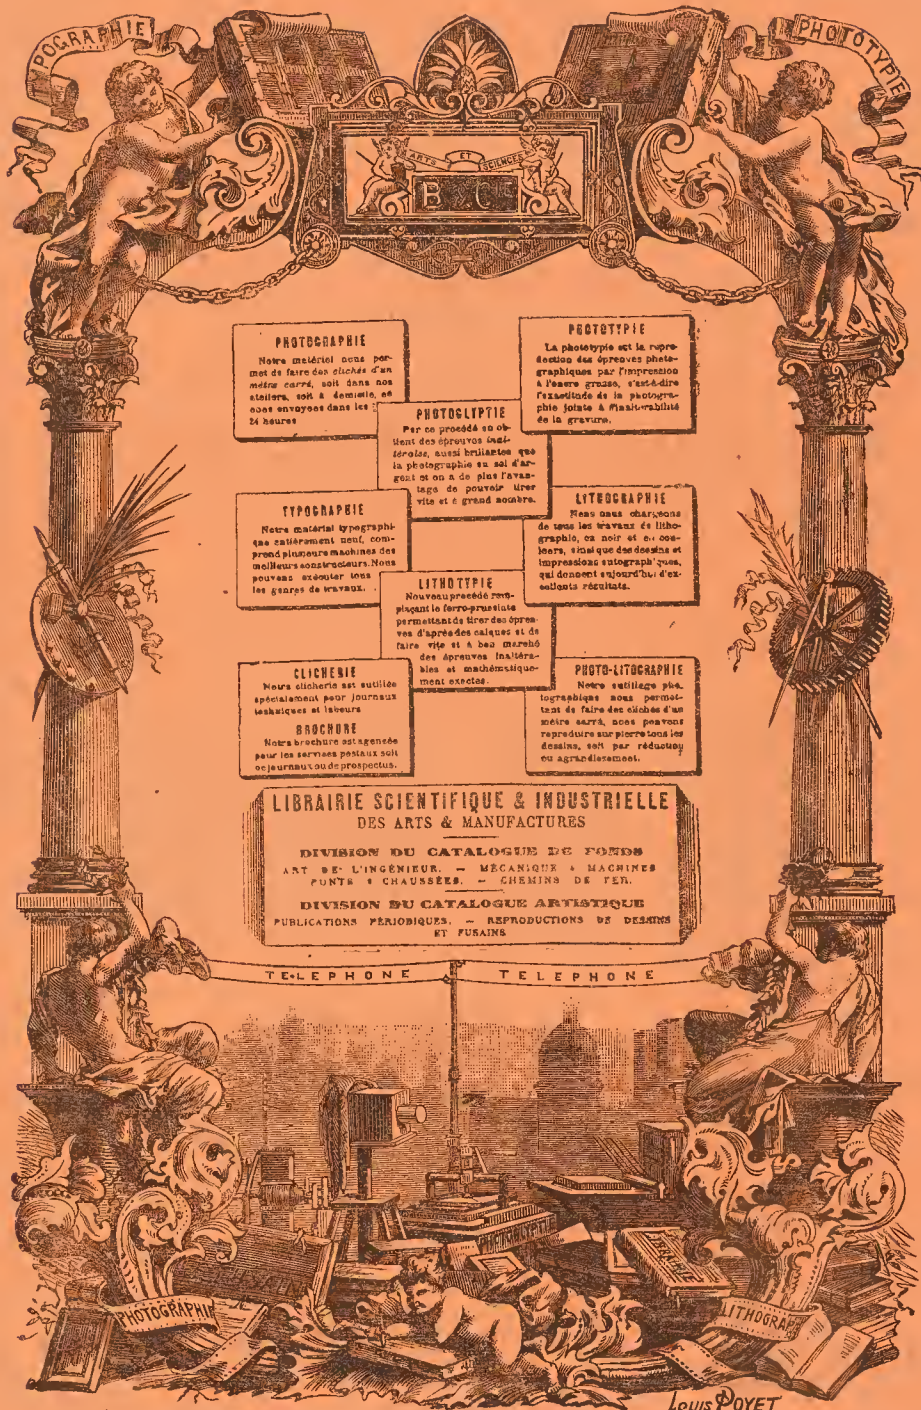 POGRAPHIE
PHOTOTYPIE
ARTS ET SCIENCES
PHOTOGRAPHIE
Notre matériel nous per-
met de faire des clichés d'un
mètre carré, soit dans nos
ateliers, soit à domicile, et
nous envoyées dans les
24 heures
PHOTOTYPIE
La phototypie est la repro-
duction des épreuves photo-
graphiques par l'impression
à l'encre grasse, c'est-à-dire
l'exactitude de la photogra-
phie jointe à l'inaltérabilité
de la gravure.
PHOTOGLYPTIE
Par ce procédé on ob-
tient des épreuves inal-
térales, aussi brillantes que
la photographie au sel d'ar-
gent et on a de plus l'avan-
tage de pouvoir tirer
vite et à grand nombre.
TYPOGRAPHIE
Notre matérial typographi-
que entièrement neuf, com-
prend plusieurs machines des
meilleurs constructeurs. Nous
pouvons exécuter tous
les genres de travaux.
LITHOGRAPHIE
Nous nous chargeons
de tous les travaux de litho-
graphie, en noir et en cou-
leurs, ainsi que des dessins et
impressions autographiques,
qui donnent aujourd'hui d'ex-
cellents résultats.
LITHOTYPIE
Nouveau procédé rem-
plaçant le ferro-prussiate
permettant de tirer des épreu-
ves d'après des calques et de
faire vite et à bon marché
des épreuves inaltéra-
bles et mathématique-
ment exactes.
CLICHERIE
Notre clicherie est outillée
spécialement pour journaux
techniques et labeurs
BROCHURE
Notre brochure est agencée
pour les services postaux soit
de journaux ou de prospectus.
PHOTO-LITOGRAPHIE
Notre outillage pho-
tographique nous permet-
tant de faire des clichés d'un
mètre carré, nous pouvons
reproduire sur pierre tous les
dessins, soit par réduction
ou agrandissement.
LIBRAIRIE SCIENTIFIQUE & INDUSTRIELLE
DES ARTS & MANUFACTURES
DIVISION DU CATALOGUE DE FONDS
ART DE L'INGÉNIEUR. — MÉCANIQUE & MACHINES
PONTS & CHAUSSÉES. — CHEMINS DE FER.
DIVISION DU CATALOGUE ARTISTIQUE
PUBLICATIONS PÉRIODIQUES. — REPRODUCTIONS DE DESSINS
ET FUSAINS
TELEPHONE TELEPHONE
PHOTOGRAPHIE
LITHOGRAP
Louis POYET